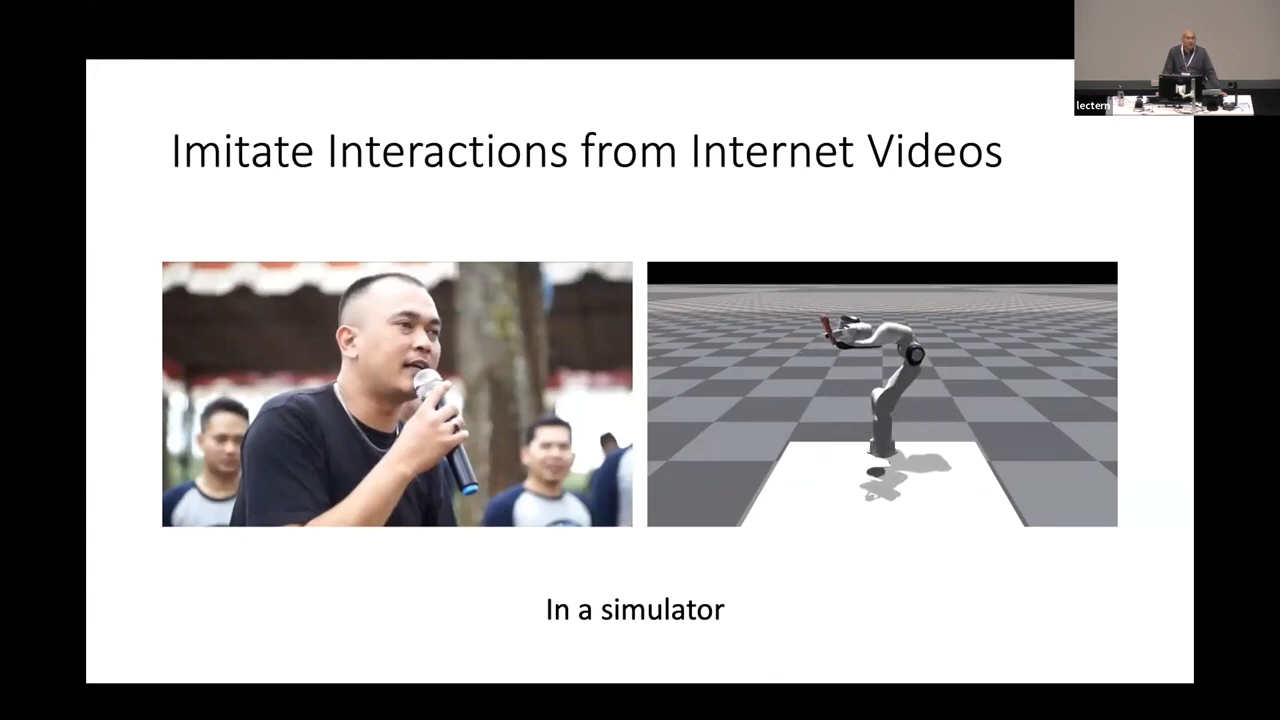 lectern
Imitate Interactions from Internet Videos
In a simulator